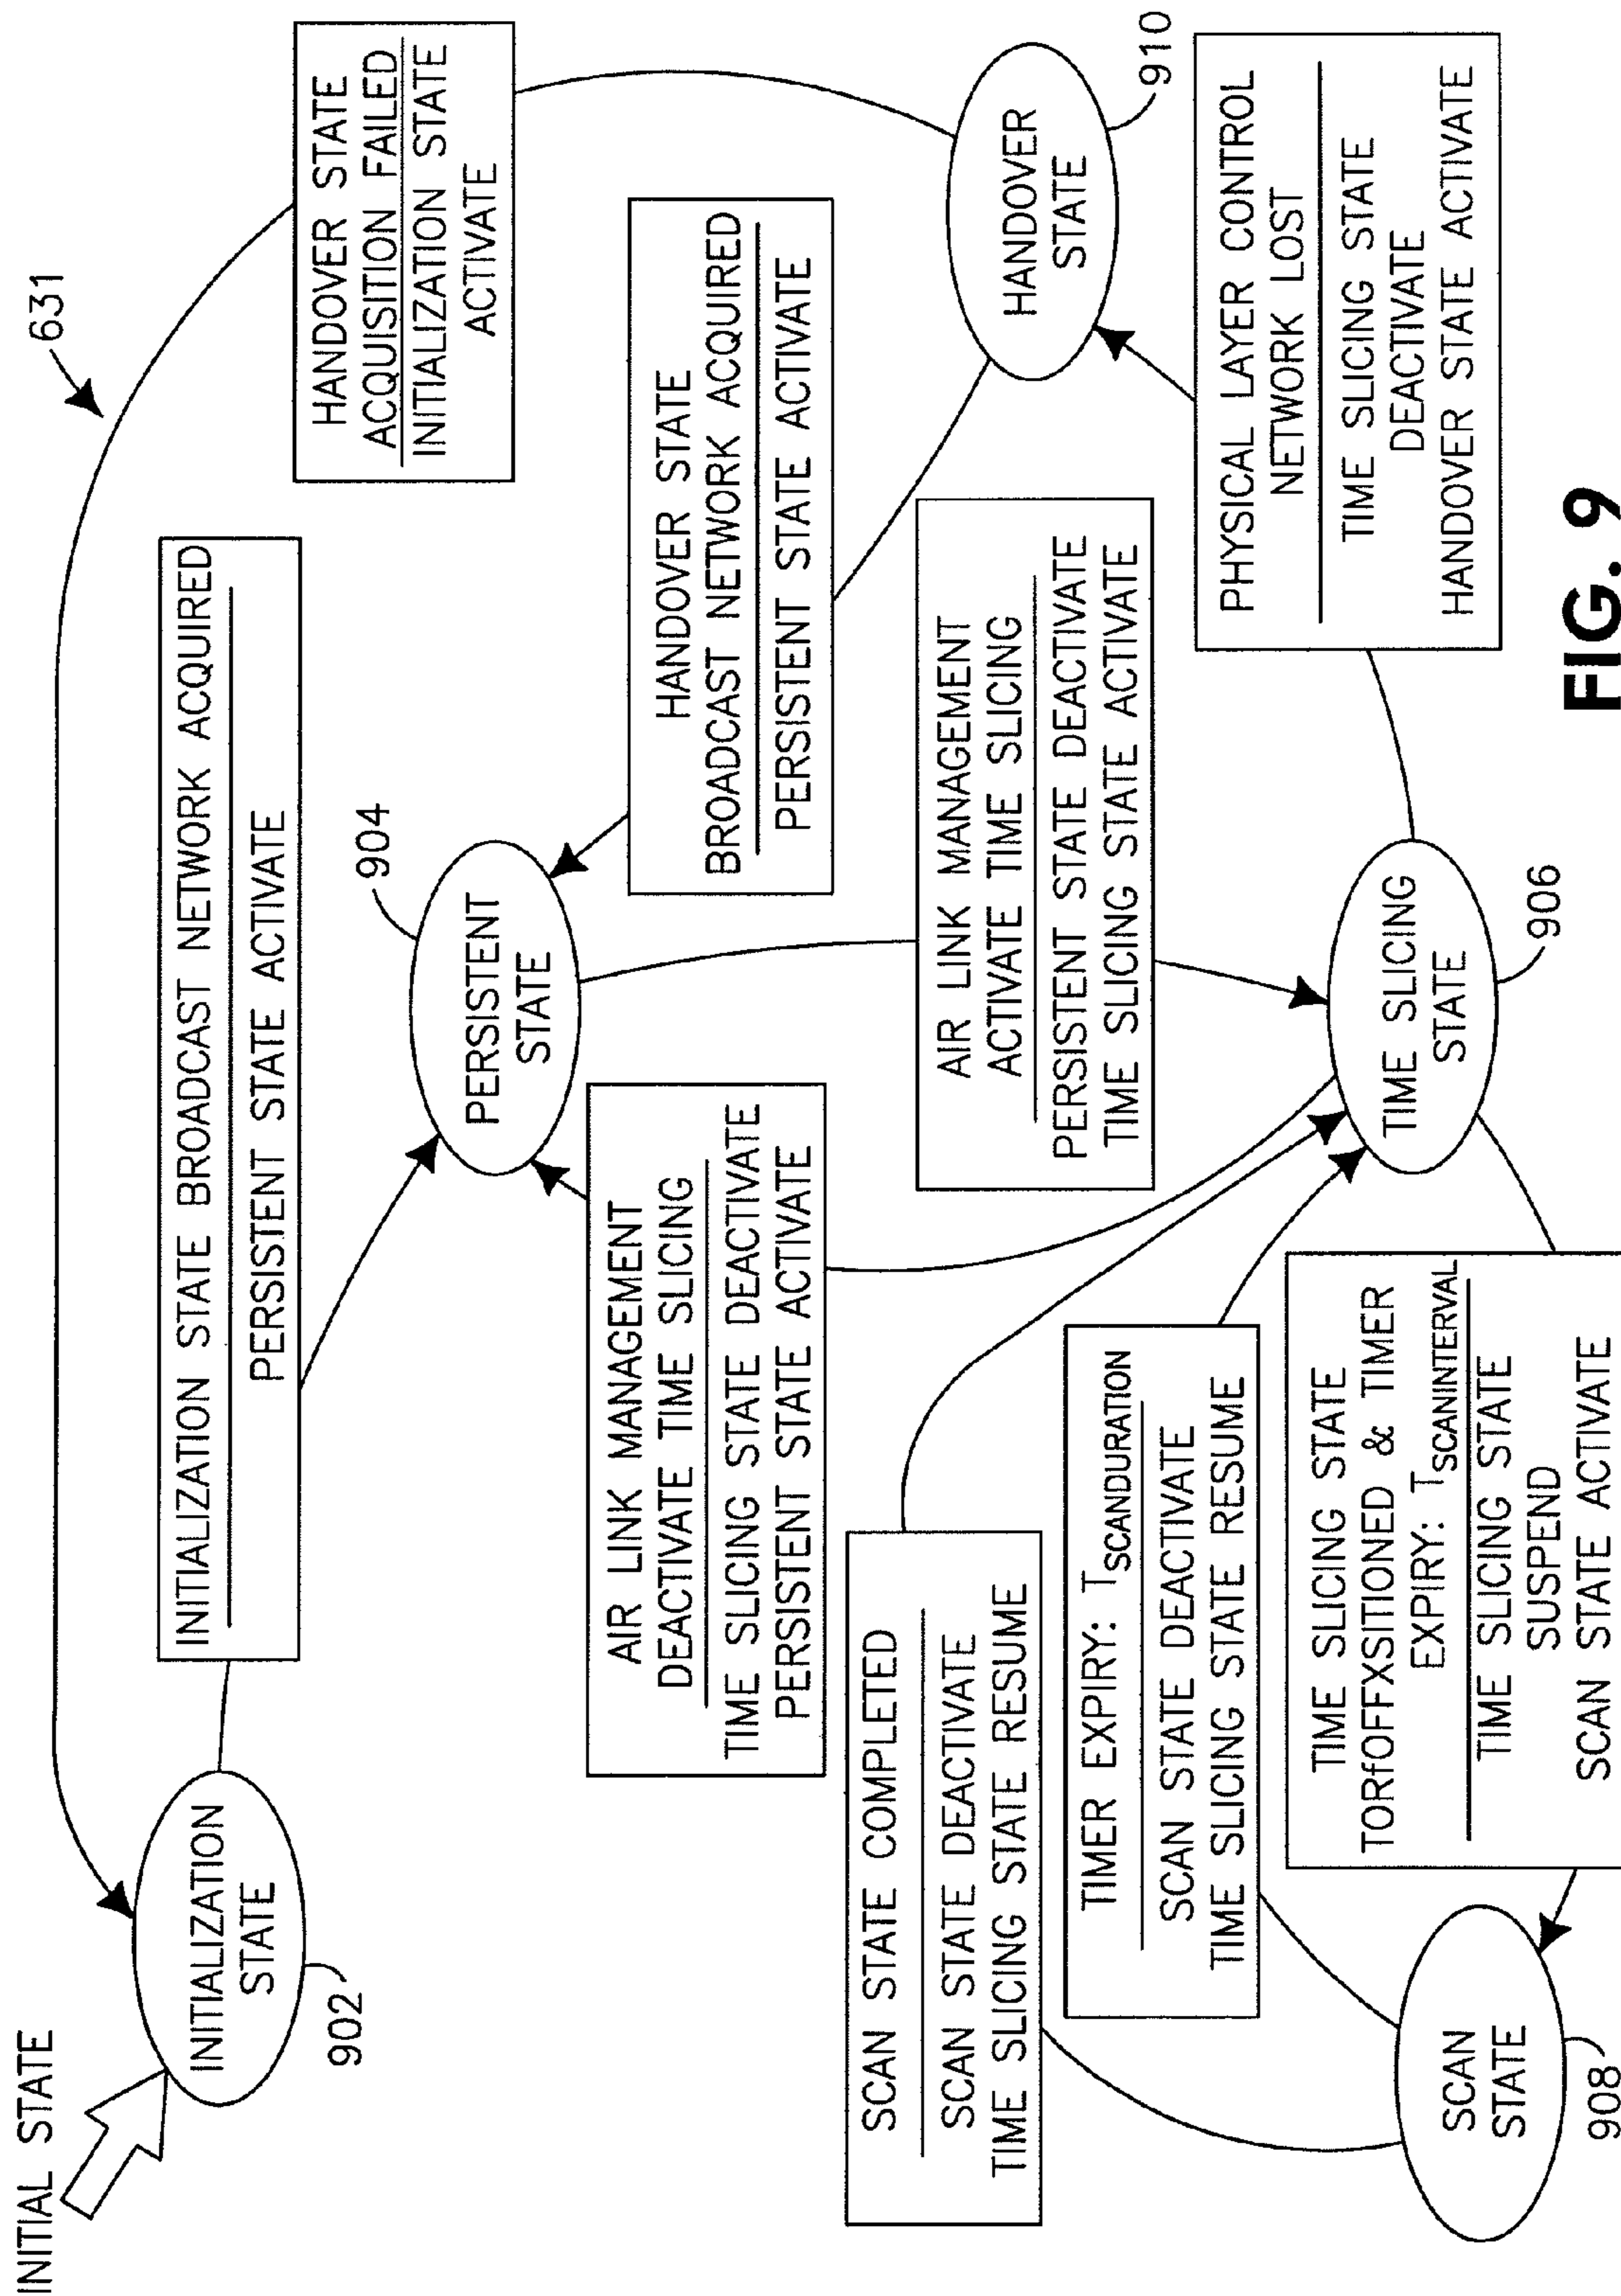 INITIAL STATE
631
INITIALIZATION
STATE
902
INITIALIZATION STATE BROADCAST NETWORK ACQUIRED
PERSISTENT STATE ACTIVATE
HANDOVER STATE
ACQUISITION FAILED
INITIALIZATION STATE
ACTIVATE
904
PERSISTENT
STATE
AIR LINK MANAGEMENT
DEACTIVATE TIME SLICING
TIME SLICING STATE DEACTIVATE
PERSISTENT STATE ACTIVATE
HANDOVER STATE
BROADCAST NETWORK ACQUIRED
PERSISTENT STATE ACTIVATE
SCAN STATE COMPLETED
SCAN STATE DEACTIVATE
TIME SLICING STATE RESUME
AIR LINK MANAGEMENT
ACTIVATE TIME SLICING
PERSISTENT STATE DEACTIVATE
TIME SLICING STATE ACTIVATE
HANDOVER
STATE
910
TIMER EXPIRY: TSCANDURATION
SCAN STATE DEACTIVATE
TIME SLICING STATE RESUME
PHYSICAL LAYER CONTROL
NETWORK LOST
TIME SLICING STATE
DEACTIVATE
HANDOVER STATE ACTIVATE
TIME SLICING STATE
TORfOFFXSITIONED & TIMER
EXPIRY: TSCANINTERVAL
TIME SLICING STATE
SUSPEND
SCAN STATE ACTIVATE
TIME SLICING
STATE
906
SCAN
STATE
908
FIG. 9